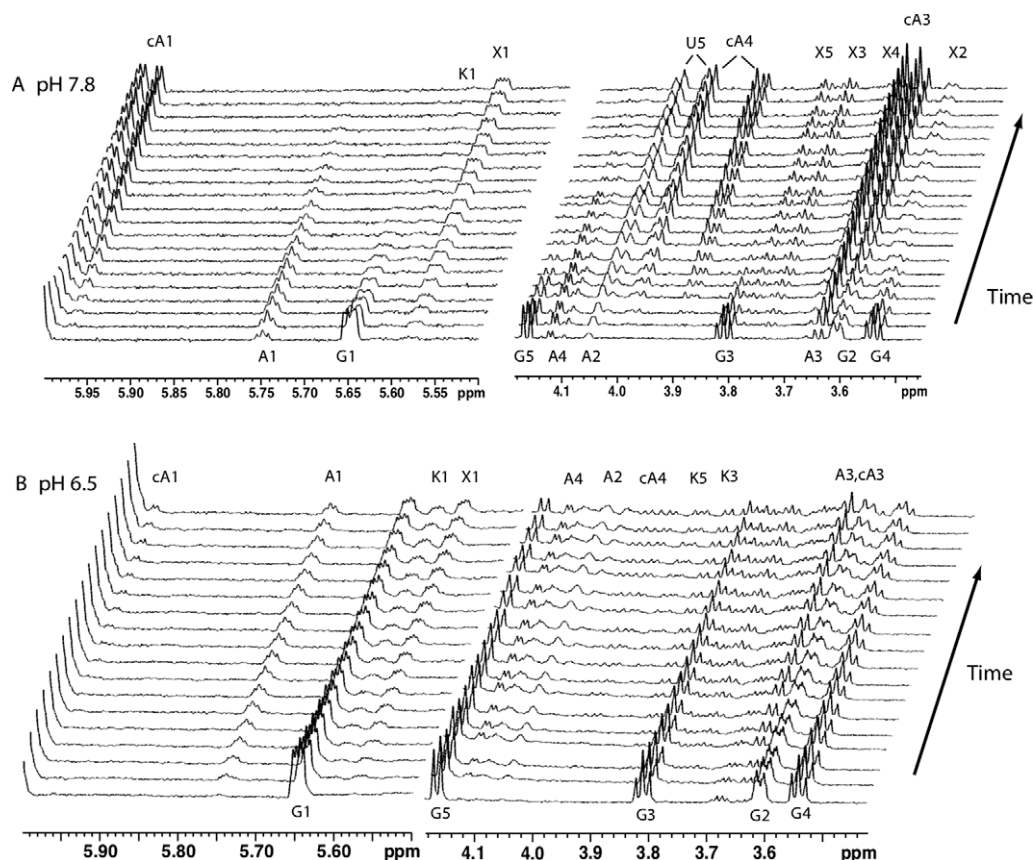 cA3
cA1
U5 cA4
X1
K1
X5 X3 X4 X2
A pH 7.8
Time
A1 G1
G5 A4 A2 G3 A3 G2 G4
5.95 5.90 5.85 5.80 5.75 5.70 5.65 5.60 5.55 ppm
4.1 4.0 3.9 3.8 3.7 3.6 ppm
B pH 6.5
cA1 A1 K1 X1 A4 A2 cA4 K5 K3 A3,cA3
Time
G1 G5 G3 G2 G4
5.90 5.80 5.70 5.60 ppm
4.1 4.0 3.9 3.8 3.7 3.6 ppm